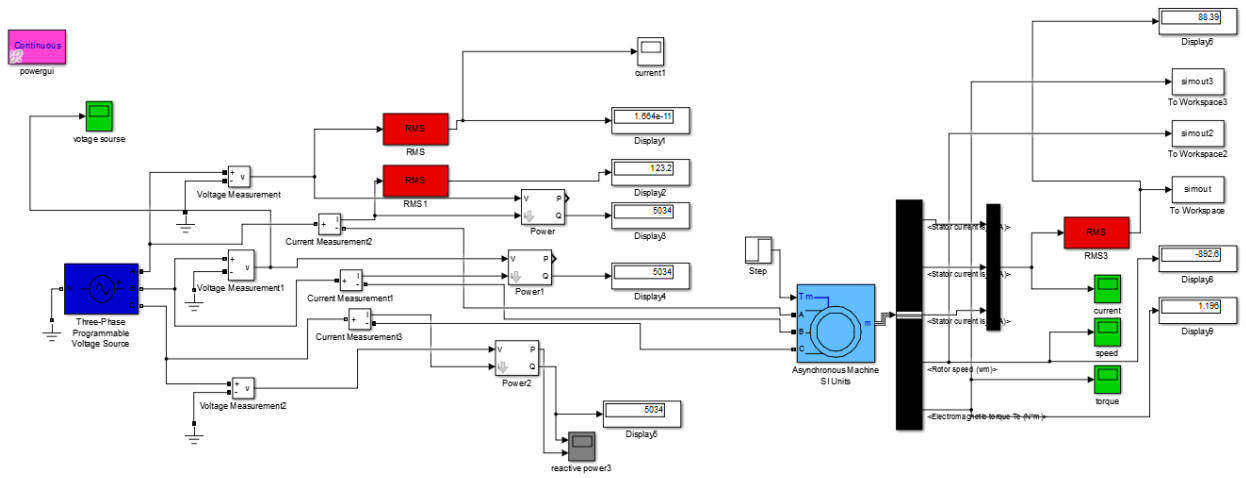 Continuous
powergui
votage sourse
current1
88.39
Display6
simout3
To Workspace3
simout2
To Workspace2
simout
To Workspace
RMS
RMS
1.664e-11
Display1
RMS
RMS1
123.2
Display2
+
-
v
Voltage Measurement
V
I
P
Q
Power
5034
Display3
+
i
-
Current Measurement2
+
-
v
Voltage Measurement1
V
I
P
Q
Power1
5034
Display4
+
i
-
Current Measurement1
N
A
B
C
Three-Phase
Programmable
Voltage Source
+
i
-
Current Measurement3
V
I
P
Q
Power2
+
-
v
Voltage Measurement2
5034
Display5
reactive power3
Step
Tm
A
B
C
m
Asynchronous Machine
SI Units
RMS
RMS3
-892.6
Display8
current
1.196
Display9
speed
torque
<Rotor speed (wm)>
<Electromagnetic torque Te (N*m)>